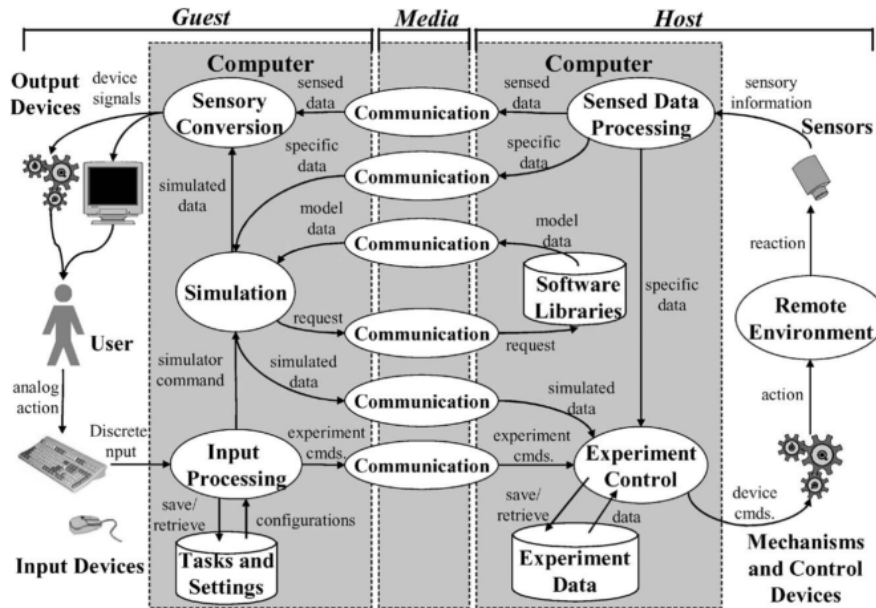 Guest
Media
Host
Computer
Computer
Output
Devices
device
signals
Sensory
Conversion
sensed
data
Communication
sensed
data
Sensed Data
Processing
sensory
information
Sensors
specific
data
Communication
specific
data
simulated
data
model
data
Communication
model
data
Software
Libraries
reaction
Simulation
specific
data
Remote
Environment
request
Communication
request
User
simulator
command
simulated
data
Communication
simulated
data
action
analog
action
Discrete
nput
Input
Processing
experiment
cmds.
Communication
experiment
cmds.
Experiment
Control
save/
retrieve
configurations
save/
retrieve
data
device
cmds.
Input Devices
Tasks and
Settings
Experiment
Data
Mechanisms
and Control
Devices